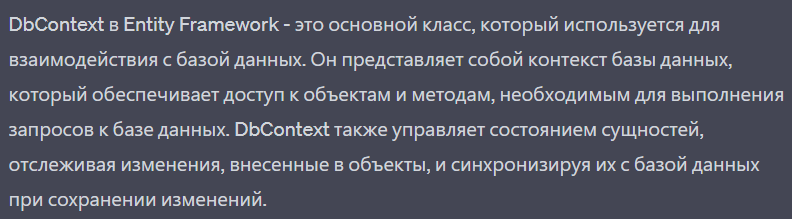 DbContext в Entity Framework - это основной класс, который используется для
взаимодействия с базой данных. Он представляет собой контекст базы данных,
который обеспечивает доступ к объектам и методам, необходимым для выполнения
запросов к базе данных. DbContext также управляет состоянием сущностей,
отслеживая изменения, внесенные в объекты, и синхронизируя их с базой данных
при сохранении изменений.